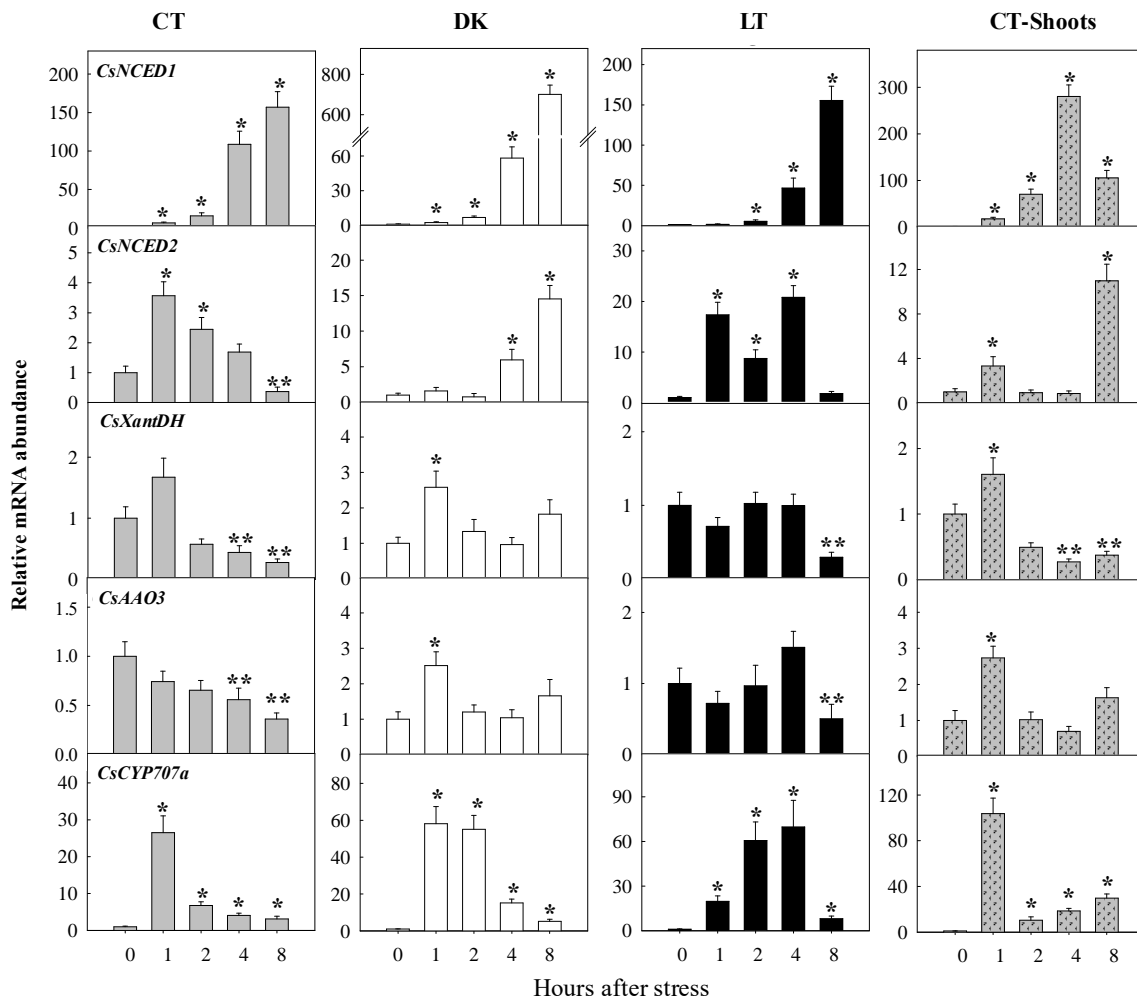 CT DK LT CT-Shoots
Relative mRNA abundance
CsNCED1
200 150 100 50 0
* * * *
800 600 60 30 0
* * * *
200 150 100 50 0
* * *
300 200 100 0
* * * *
CsNCED2
5 4 3 2 1 0
* * **
20 15 10 5 0
* *
30 20 10 0
* * *
12 8 4 0
* *
CsXantDH
2 1 0
** **
4 3 2 1 0
*
2 1 0
**
2 1 0
* ** **
CsAAO3
1.5 1.0 0.5 0.0
** **
4 3 2 1 0
*
2 1 0
**
4 3 2 1 0
*
CsCYP707a
40 30 20 10 0
* * * *
80 60 40 20 0
* * * *
90 60 30 0
* * * *
120 80 40 0
* * * *
0 1 2 4 8 0 1 2 4 8 0 1 2 4 8 0 1 2 4 8
Hours after stress